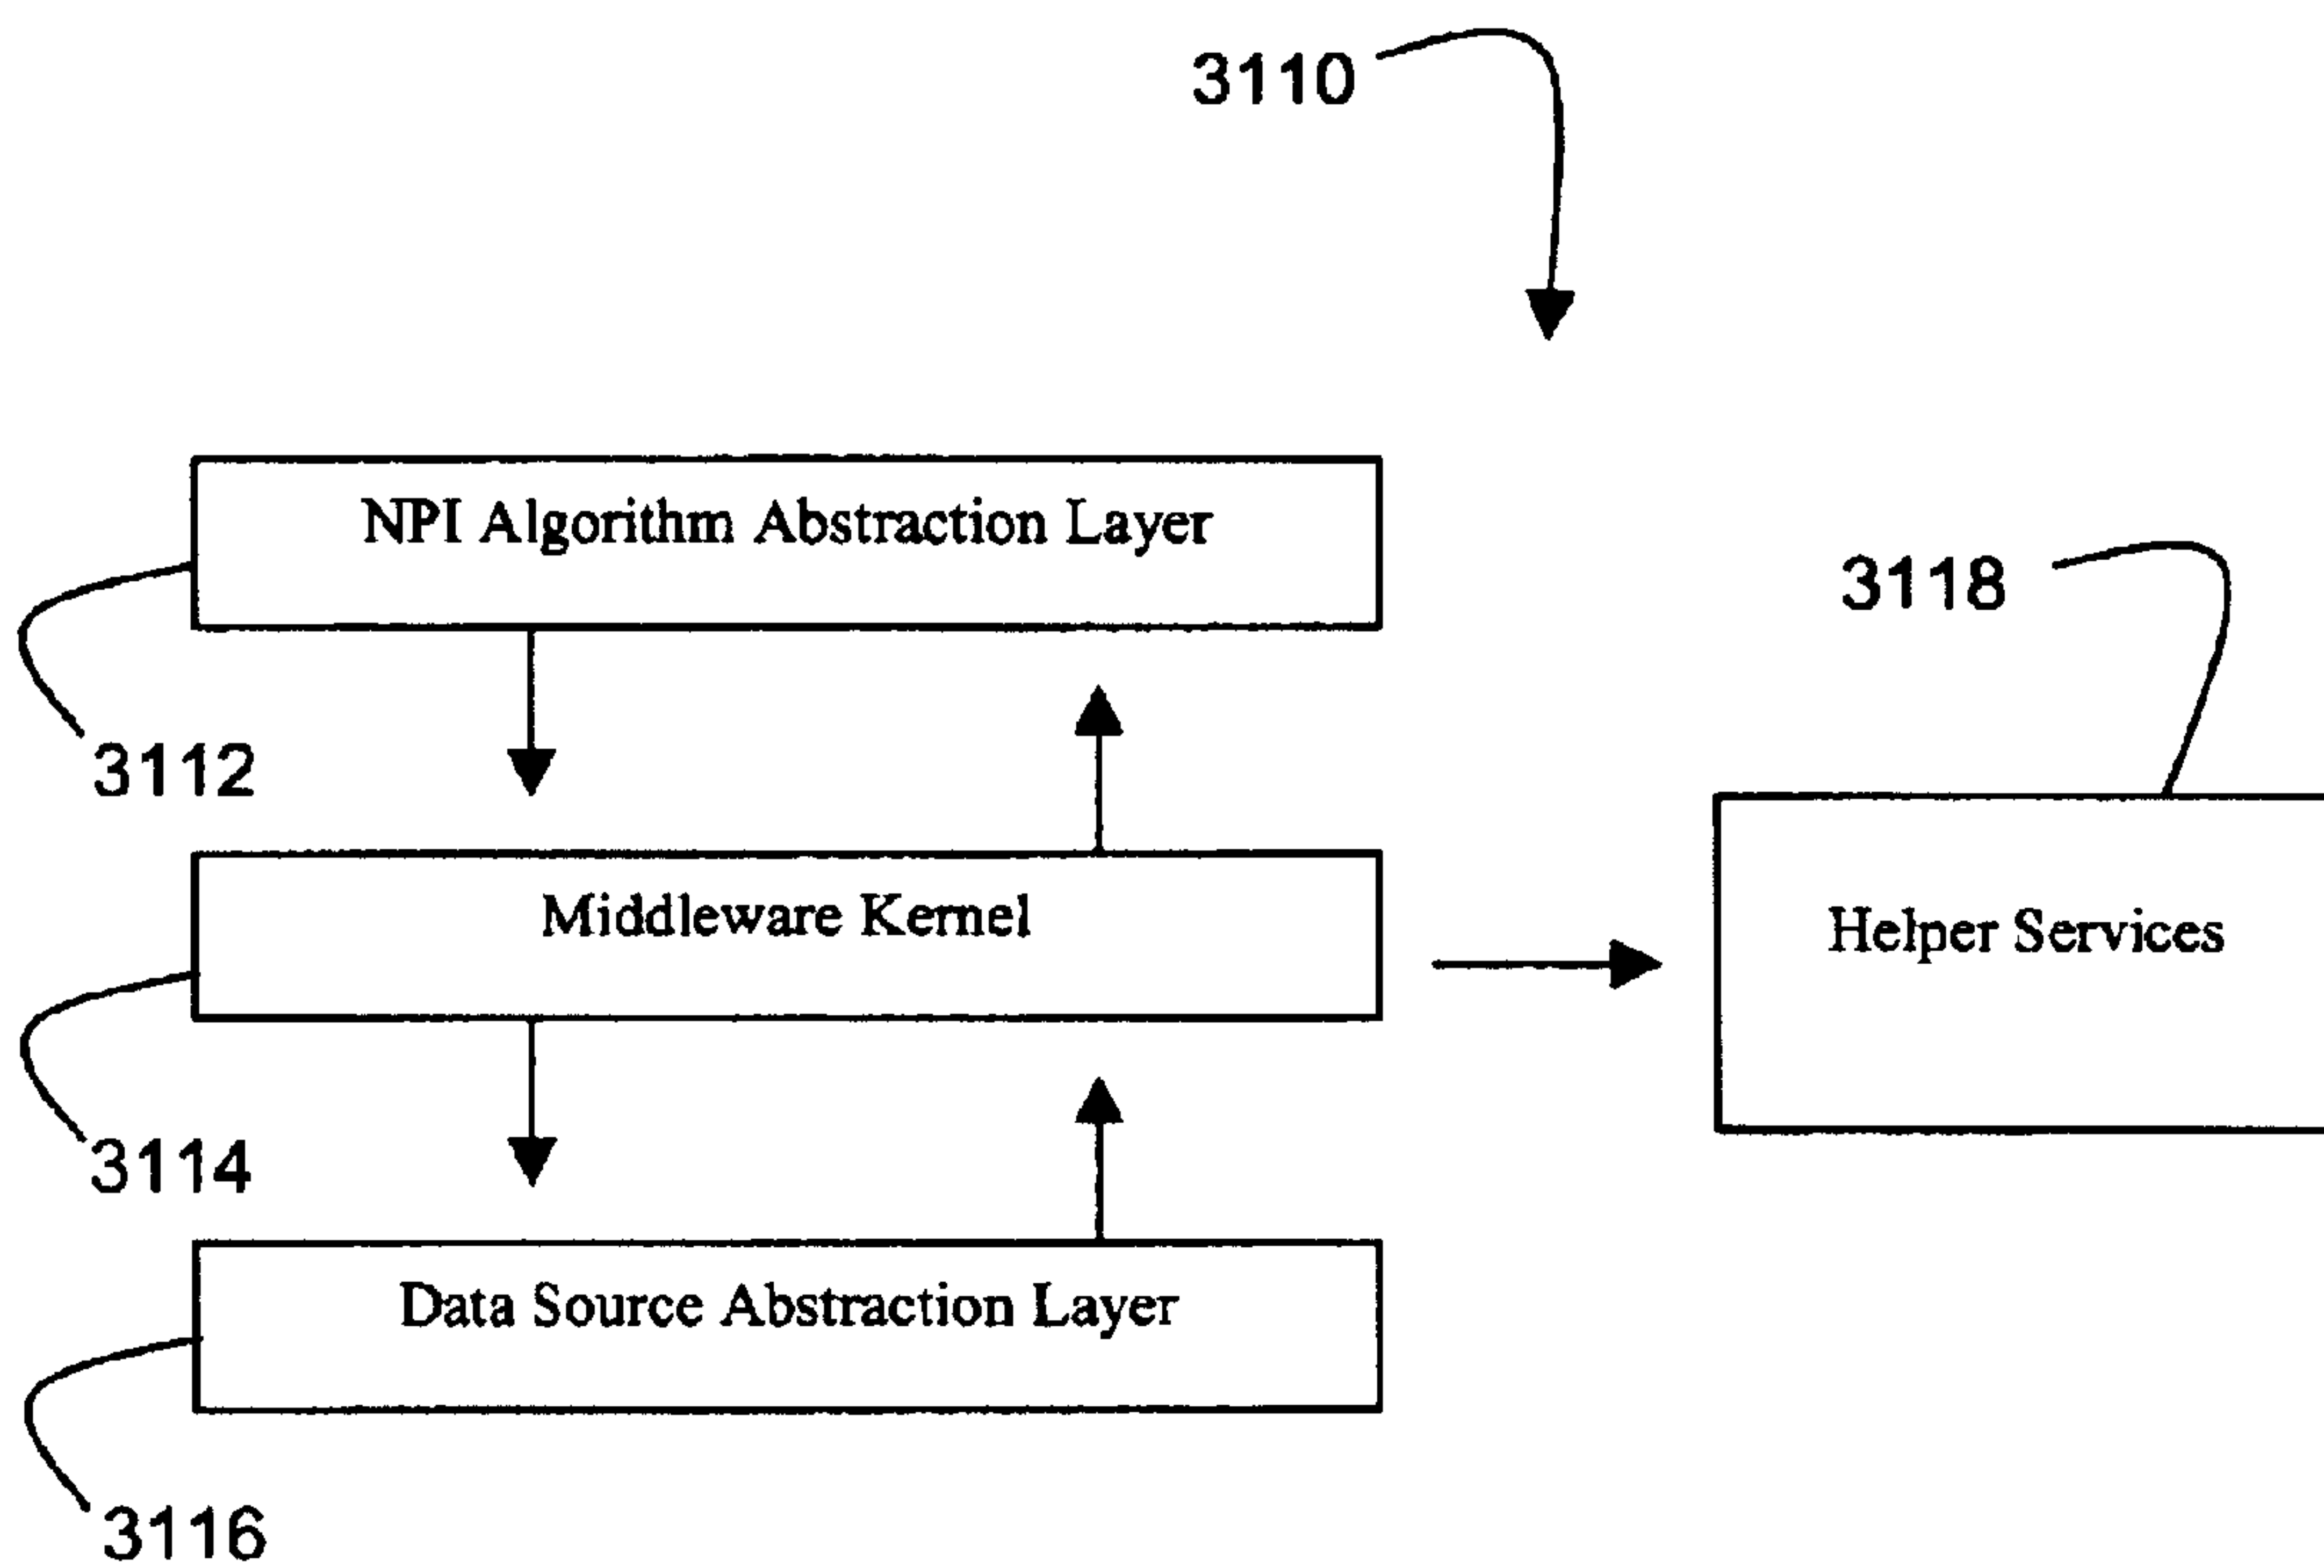 3110
NPI Algorithm Abstraction Layer
3118
3112
Middleware Kernel
Helper Services
3114
Data Source Abstraction Layer
3116